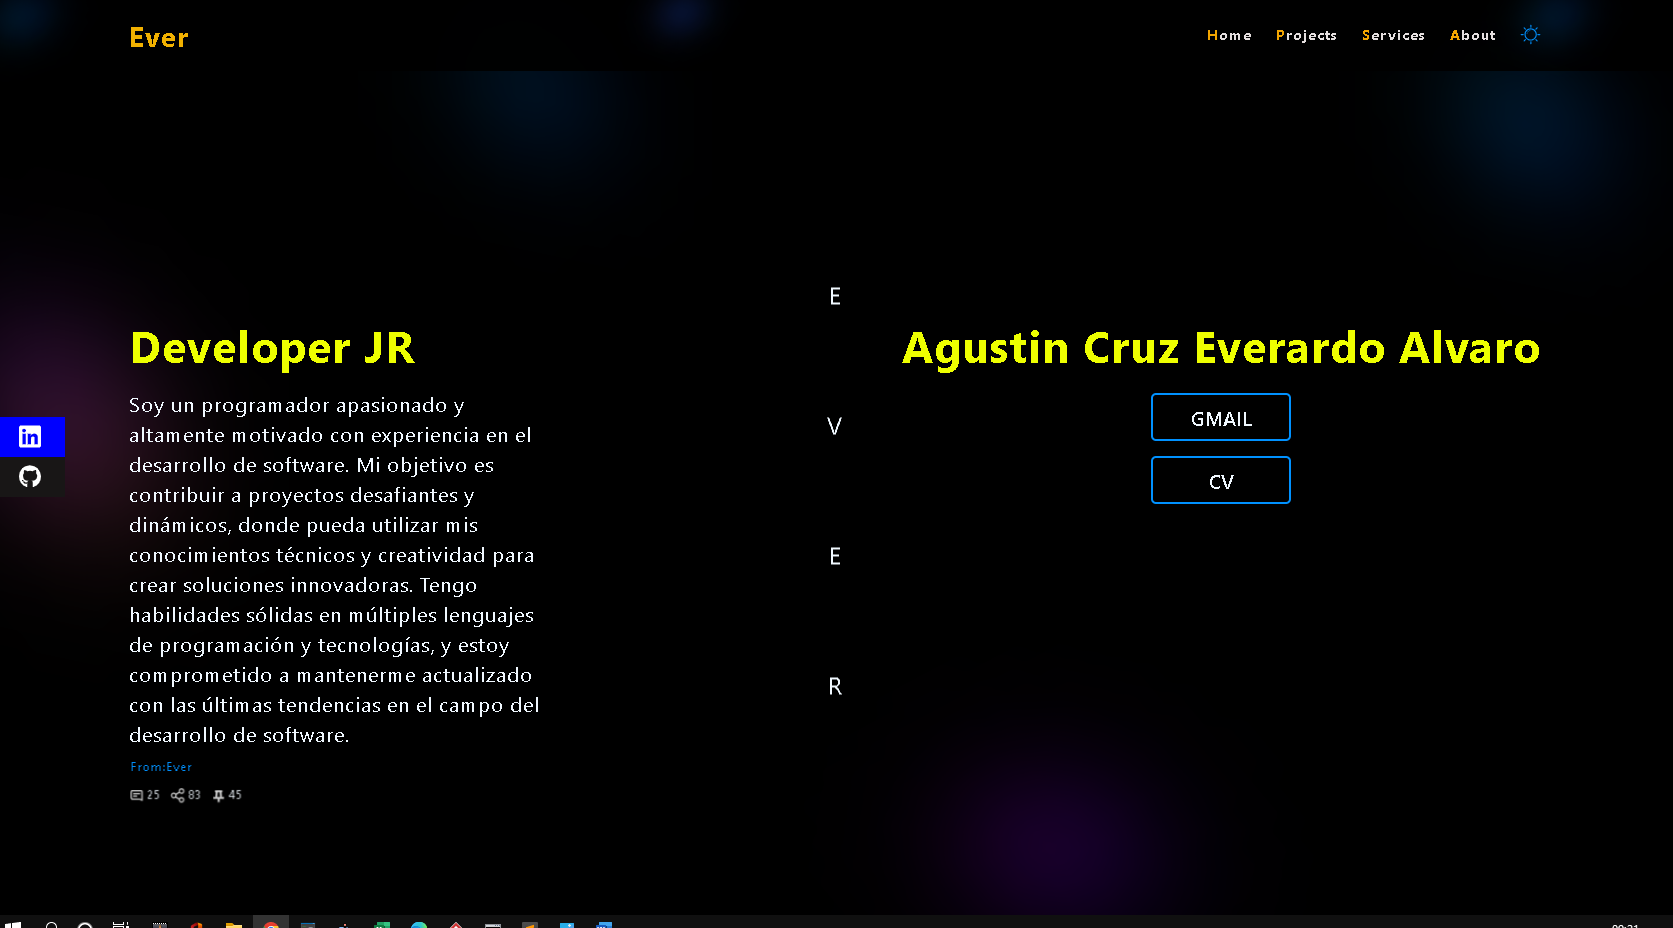 Ever
Home Projects Services About
Developer JR
Soy un programador apasionado y
altamente motivado con experiencia en el
desarrollo de software. Mi objetivo es
contribuir a proyectos desafiantes y
dinámicos, donde pueda utilizar mis
conocimientos técnicos y creatividad para
crear soluciones innovadoras. Tengo
habilidades sólidas en múltiples lenguajes
de programación y tecnologías, y estoy
comprometido a mantenerme actualizado
con las últimas tendencias en el campo del
desarrollo de software.
From:Ever
25 83 45
E
V
E
R
Agustin Cruz Everardo Alvaro
GMAIL
CV
in